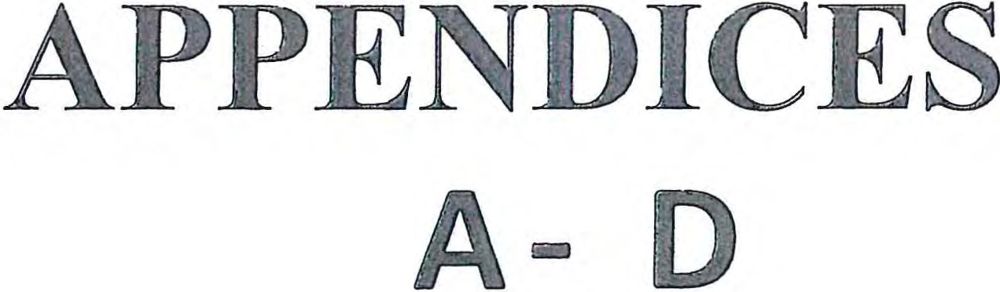 APPENDICES
A - D